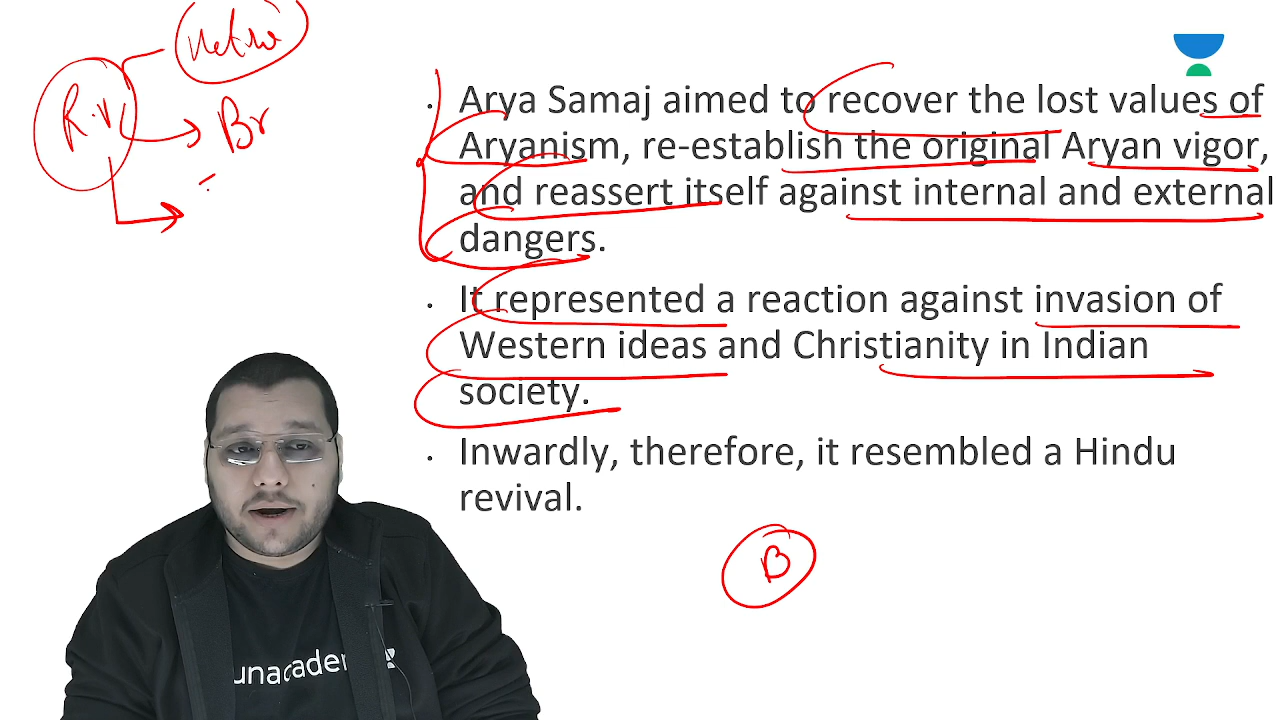 R.V.
Br
Arya Samaj aimed to recover the lost values of
Aryanism, re-establish the original Aryan vigor,
and reassert itself against internal and external
dangers.
It represented a reaction against invasion of
Western ideas and Christianity in Indian
society.
Inwardly, therefore, it resembled a Hindu
revival.
B
unacademy